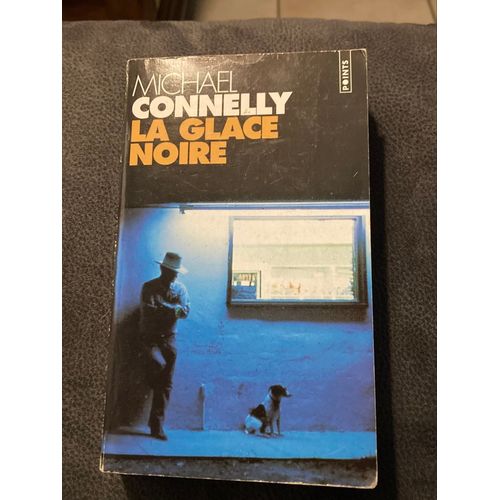 MICHAEL
CONNELLY
LA GLACE
NOIRE
POINTS